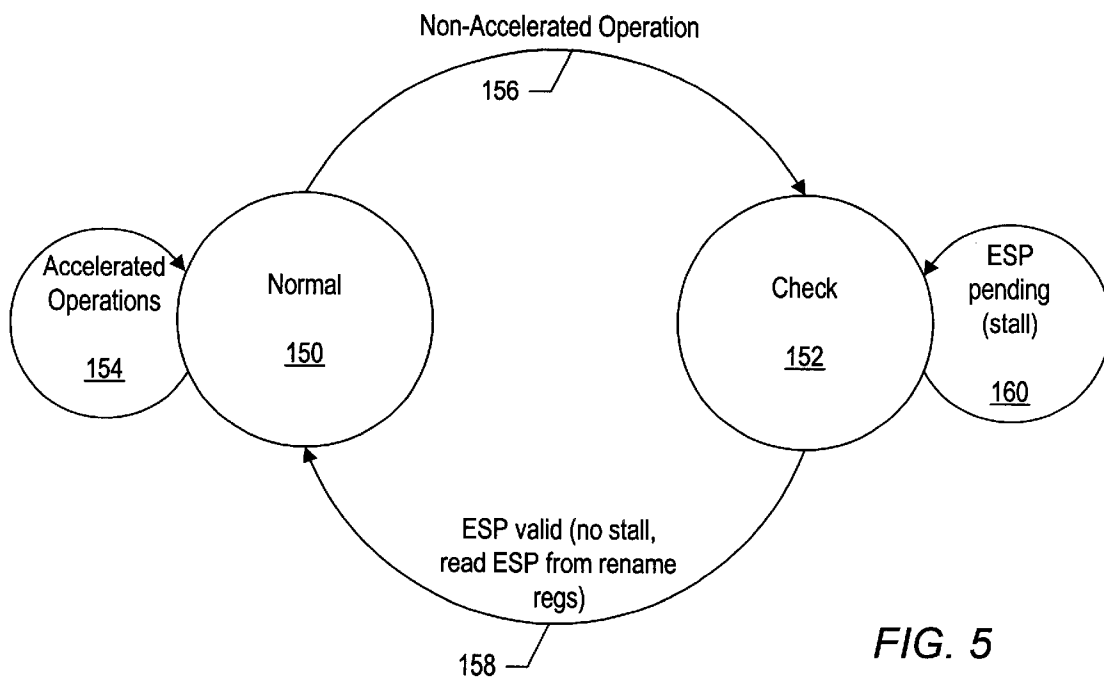 Non-Accelerated Operation
156
Accelerated
Operations
154
Normal
150
Check
152
ESP
pending
(stall)
160
ESP valid (no stall,
read ESP from rename
regs)
158
FIG. 5